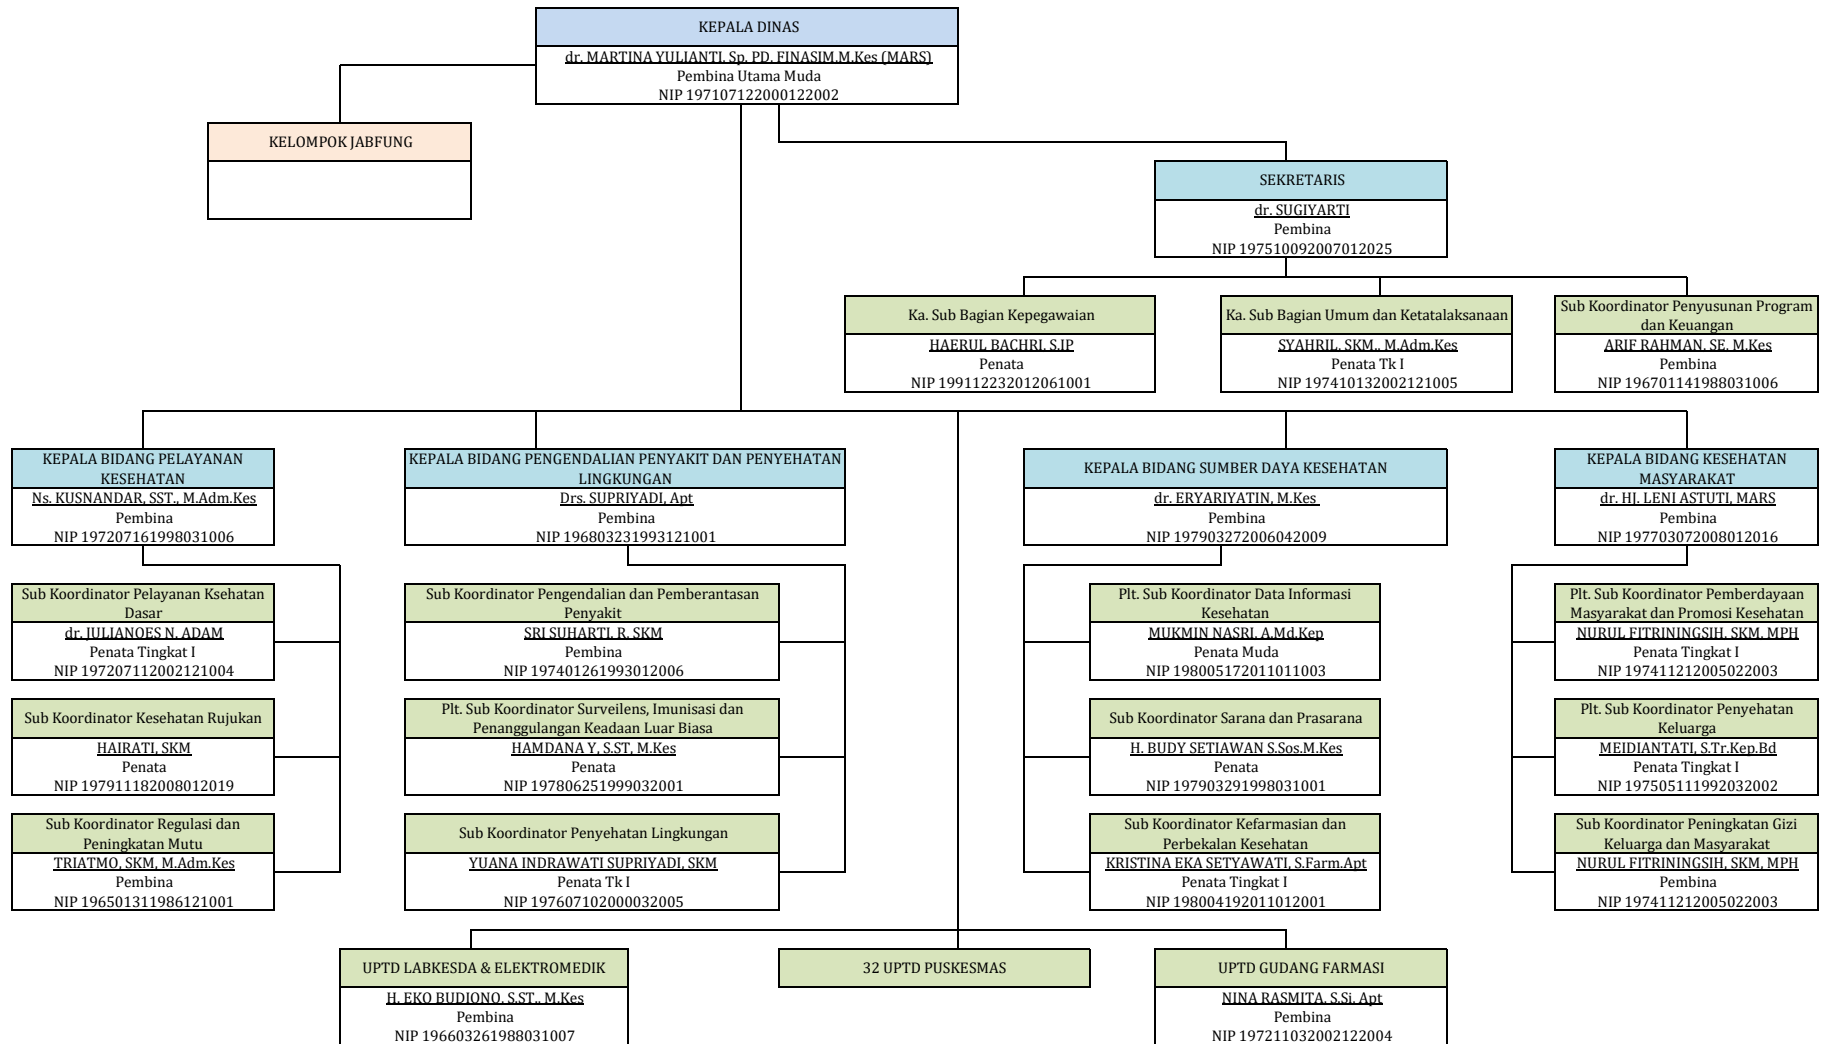 KEPALA DINAS
dr. MARTINA YULIANTI, Sp. PD, FINASIM,M.Kes (MARS)
Pembina Utama Muda
NIP 197107122000122002
KELOMPOK JABFUNG
SEKRETARIS
dr. SUGIYARTI
Pembina
NIP 197510092007012025
Ka. Sub Bagian Kepegawaian
HAERUL BACHRI, S.IP
Penata
NIP 199112232012061001
Ka. Sub Bagian Umum dan Ketatalaksanaan
SYAHRIL, SKM., M.Adm.Kes
Penata Tk I
NIP 197410132002121005
Sub Koordinator Penyusunan Program
dan Keuangan
ARIF RAHMAN, SE, M.Kes
Pembina
NIP 196701141988031006
KEPALA BIDANG PELAYANAN
KESEHATAN
Ns. KUSNANDAR, SST., M.Adm.Kes
Pembina
NIP 197207161998031006
KEPALA BIDANG PENGENDALIAN PENYAKIT DAN PENYEHATAN
LINGKUNGAN
Drs. SUPRIYADI, Apt
Pembina
NIP 196803231993121001
KEPALA BIDANG SUMBER DAYA KESEHATAN
dr. ERYARIYATIN, M.Kes
Pembina
NIP 197903272006042009
KEPALA BIDANG KESEHATAN
MASYARAKAT
dr. HJ. LENI ASTUTI, MARS
Pembina
NIP 197703072008012016
Sub Koordinator Pelayanan Ksehatan
Dasar
dr. JULIANOES N. ADAM
Penata Tingkat I
NIP 197207112002121004
Sub Koordinator Pengendalian dan Pemberantasan
Penyakit
SRI SUHARTI. R, SKM
Pembina
NIP 197401261993012006
Plt. Sub Koordinator Data Informasi
Kesehatan
MUKMIN NASRI, A.Md.Kep
Penata Muda
NIP 198005172011011003
Plt. Sub Koordinator Pemberdayaan
Masyarakat dan Promosi Kesehatan
NURUL FITRININGSIH, SKM, MPH
Penata Tingkat I
NIP 197411212005022003
Sub Koordinator Kesehatan Rujukan
HAIRATI, SKM
Penata
NIP 197911182008012019
Plt. Sub Koordinator Surveilens, Imunisasi dan
Penanggulangan Keadaan Luar Biasa
HAMDANA Y, S.ST, M.Kes
Penata
NIP 197806251999032001
Sub Koordinator Sarana dan Prasarana
H. BUDY SETIAWAN S.Sos.M.Kes
Penata
NIP 197903291998031001
Plt. Sub Koordinator Penyehatan
Keluarga
MEIDIANTATI, S.Tr.Kep.Bd
Penata Tingkat I
NIP 197505111992032002
Sub Koordinator Regulasi dan
Peningkatan Mutu
TRIATMO, SKM, M.Adm.Kes
Pembina
NIP 196501311986121001
Sub Koordinator Penyehatan Lingkungan
YUANA INDRAWATI SUPRIYADI, SKM
Penata Tk I
NIP 197607102000032005
Sub Koordinator Kefarmasian dan
Perbekalan Kesehatan
KRISTINA EKA SETYAWATI, S.Farm.Apt
Penata Tingkat I
NIP 198004192011012001
Sub Koordinator Peningkatan Gizi
Keluarga dan Masyarakat
NURUL FITRININGSIH, SKM, MPH
Pembina
NIP 197411212005022003
UPTD LABKESDA & ELEKTROMEDIK
H. EKO BUDIONO, S.ST., M.Kes
Pembina
NIP 196603261988031007
32 UPTD PUSKESMAS
UPTD GUDANG FARMASI
NINA RASMITA, S.Si, Apt
Pembina
NIP 197211032002122004